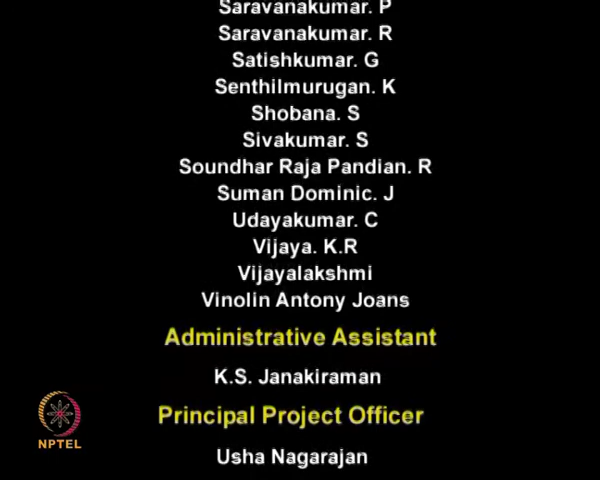 Saravanakumar. P
Saravanakumar. R
Satishkumar. G
Senthilmurugan. K
Shobana. S
Sivakumar. S
Soundhar Raja Pandian. R
Suman Dominic. J
Udayakumar. C
Vijaya. K.R
Vijayalakshmi
Vinolin Antony Joans
Administrative Assistant
K.S. Janakiraman
Principal Project Officer
NPTEL
Usha Nagarajan